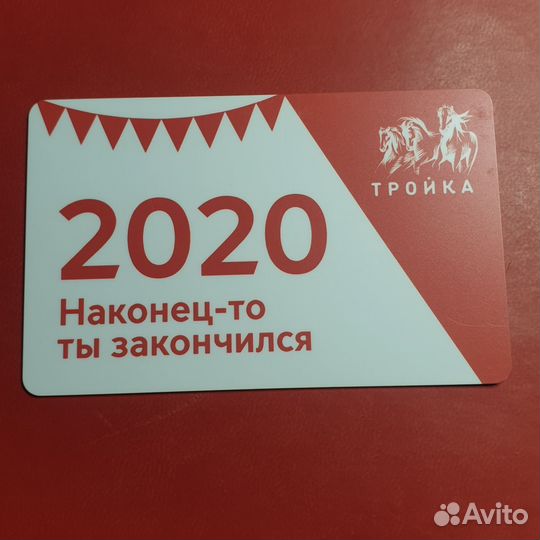 ТРОЙКА
2020
Наконец-то
ты закончился
Avito